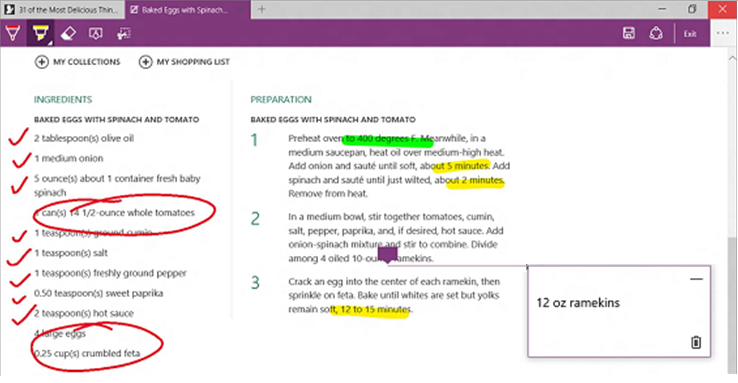 31 of the Most Delicious Thin...
Baked Eggs with Spinach...
Exit
MY COLLECTIONS
MY SHOPPING LIST
INGREDIENTS
BAKED EGGS WITH SPINACH AND TOMATO
2 tablespoon(s) olive oil
1 medium onion
5 ounce(s) about 1 container fresh baby
spinach
can(s) 14 1/2-ounce whole tomatoes
1 teaspoon(s) ground cumin
1 teaspoon(s) salt
1 teaspoon(s) freshly ground pepper
0.50 teaspoon(s) sweet paprika
2 teaspoon(s) hot sauce
4 large eggs
0.25 cup(s) crumbled feta
PREPARATION
BAKED EGGS WITH SPINACH AND TOMATO
1
Preheat oven to 400 degrees F. Meanwhile, in a
medium saucepan, heat oil over medium-high heat.
Add onion and sauté until soft, about 5 minutes. Add
spinach and sauté until just wilted, about 2 minutes.
Remove from heat.
2
In a medium bowl, stir together tomatoes, cumin,
salt, pepper, paprika, and, if desired, hot sauce. Add
onion-spinach mixture and stir to combine. Divide
among 4 oiled ramekins.
3
Crack an egg into the center of each ramekin, then
sprinkle on feta. Bake until whites are set but yolks
remain soft, 12 to 15 minutes.
12 oz ramekins